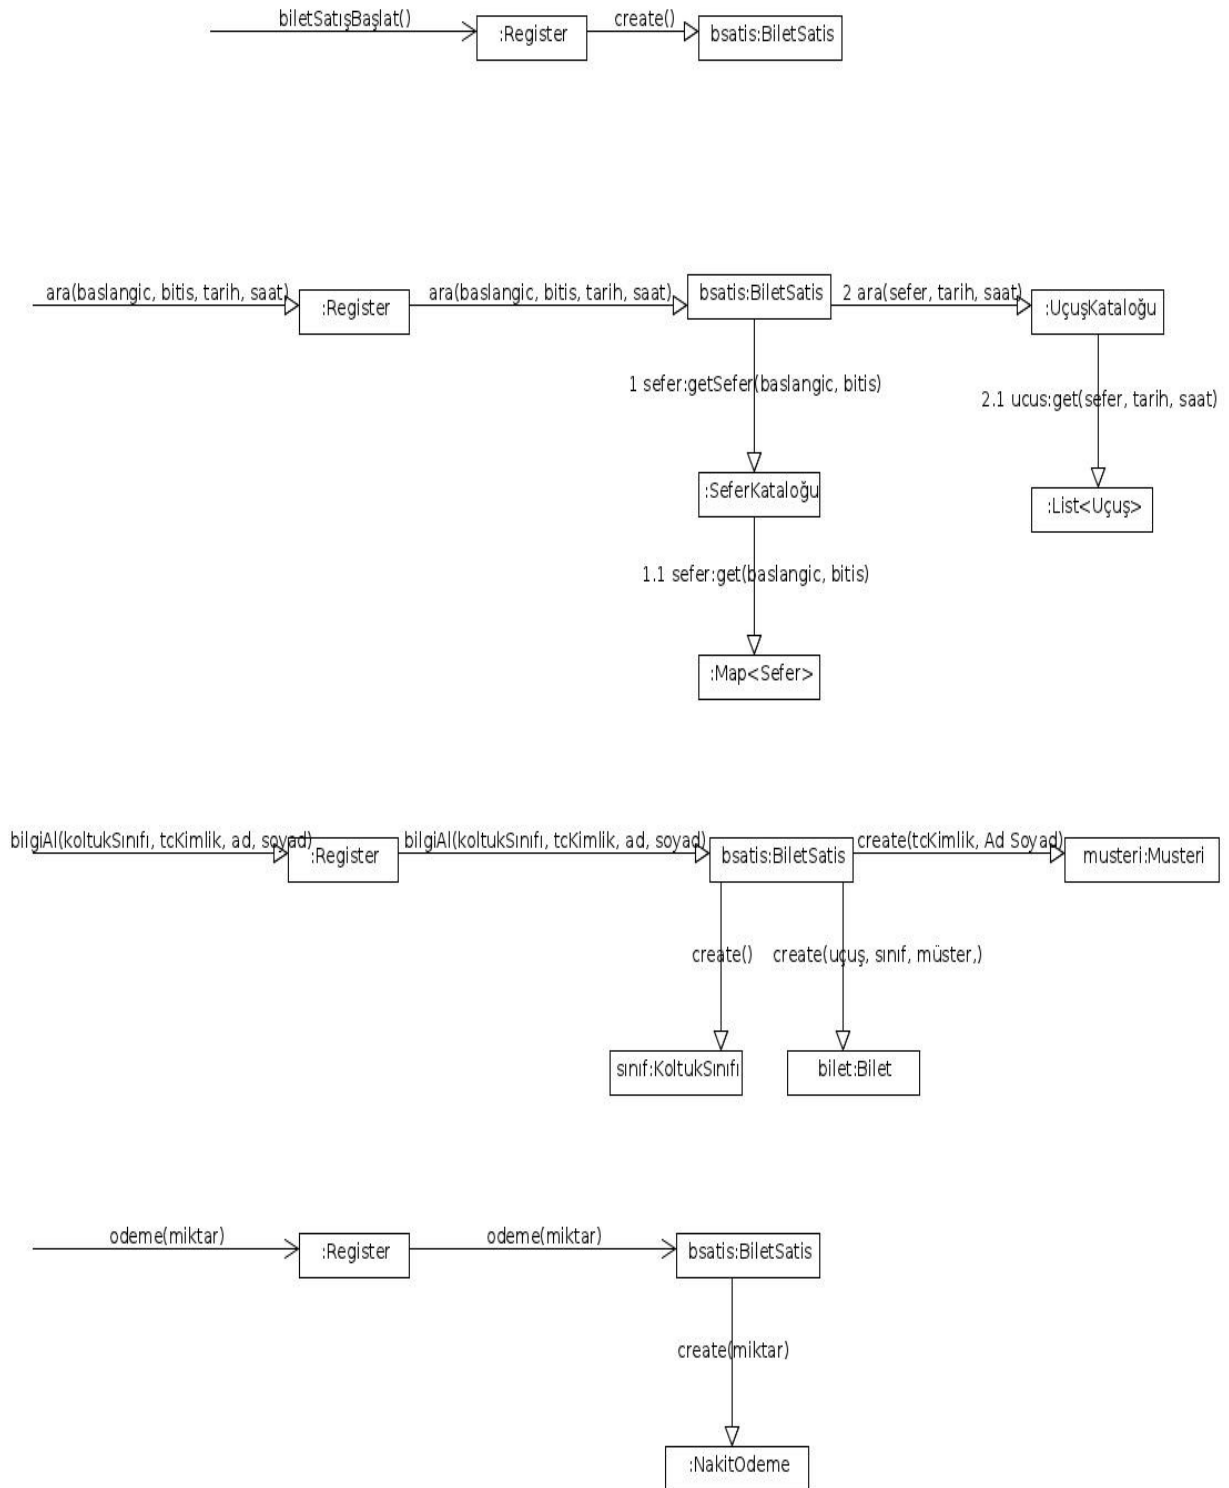 biletSatışBaşlat()
:Register
create()
bsatis:BiletSatis
ara(baslangic, bitis, tarih, saat)
:Register
ara(baslangic, bitis, tarih, saat)
bsatis:BiletSatis
2 ara(sefer, tarih, saat)
:UçuşKataloğu
1 sefer:getSefer(baslangic, bitis)
2.1 ucus:get(sefer, tarih, saat)
:SeferKataloğu
:List<Uçuş>
1.1 sefer:get(baslangic, bitis)
:Map<Sefer>
bilgiAl(koltukSınıfı, tcKimlik, ad, soyad)
:Register
bilgiAl(koltukSınıfı, tcKimlik, ad, soyad)
bsatis:BiletSatis
create(tcKimlik, Ad Soyad)
musteri:Musteri
create()
create(uçuş, sınıf, müster,)
sınıf:KoltukSınıfı
bilet:Bilet
odeme(miktar)
:Register
odeme(miktar)
bsatis:BiletSatis
create(miktar)
:NakitOdeme